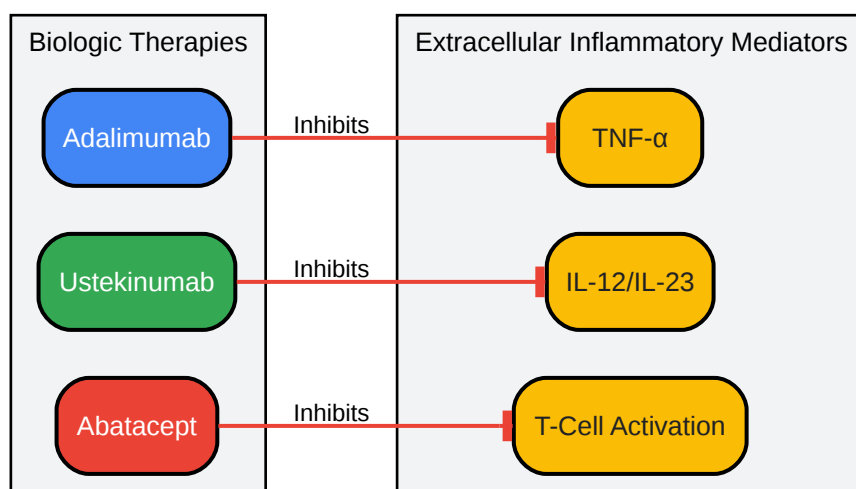 Biologic Therapies
Extracellular Inflammatory Mediators
Adalimumab
Inhibits
TNF-α
Ustekinumab
Inhibits
IL-12/IL-23
Abatacept
Inhibits
T-Cell Activation